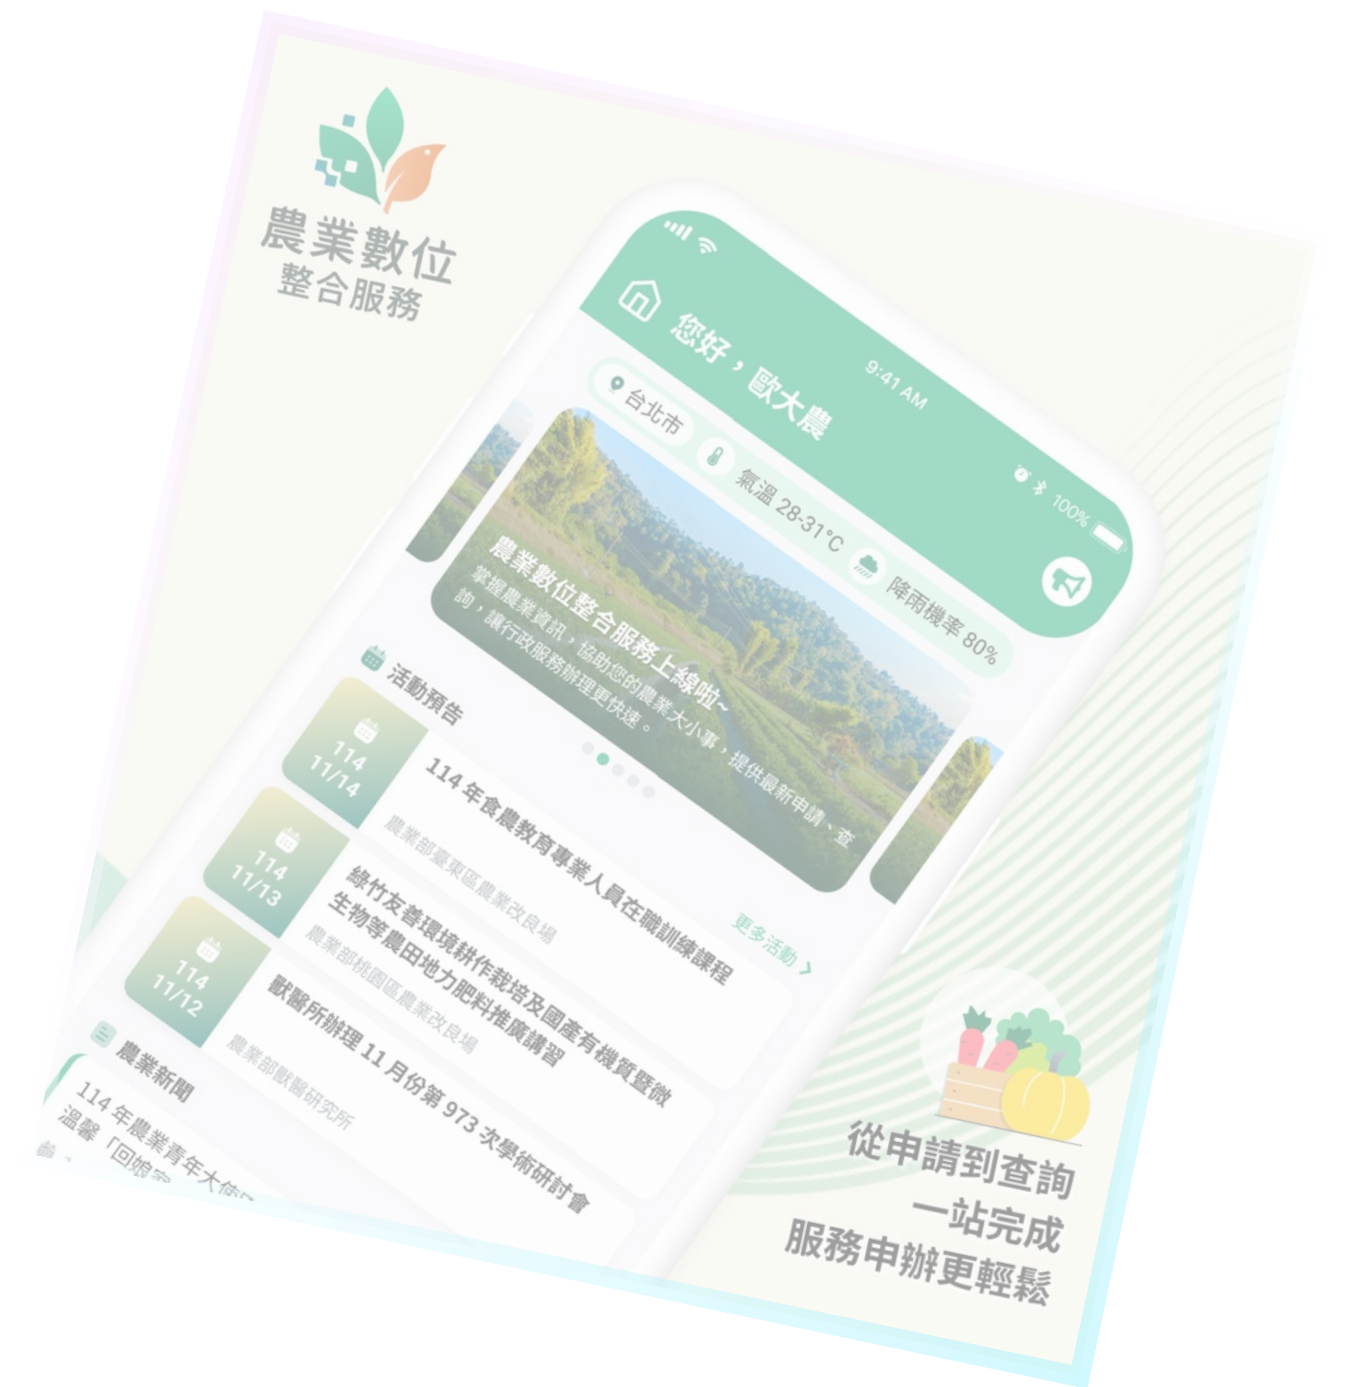 農業數位
整合服務
9:41 AM
100%
您好，歐大農
台北市
氣溫 28-31°C
降雨機率 80%
農業數位整合服務上線啦~
掌握農業資訊，協助您的農業大小事，提供最新申請、查
詢，讓行政服務辦理更快速。
活動預告
更多活動
114
11/14
114 年食農教育專業人員在職訓練課程
農業部臺東區農業改良場
114
11/13
綠竹友善環境耕作栽培及國產有機質暨微
生物等農田地力肥料推廣講習
農業部桃園區農業改良場
114
11/12
獸醫所辦理 11 月份第 973 次學術研討會
農業部獸醫研究所
農業新聞
114 年農業青年大使
溫馨「回娘家
從申請到查詢
一站完成
服務申辦更輕鬆